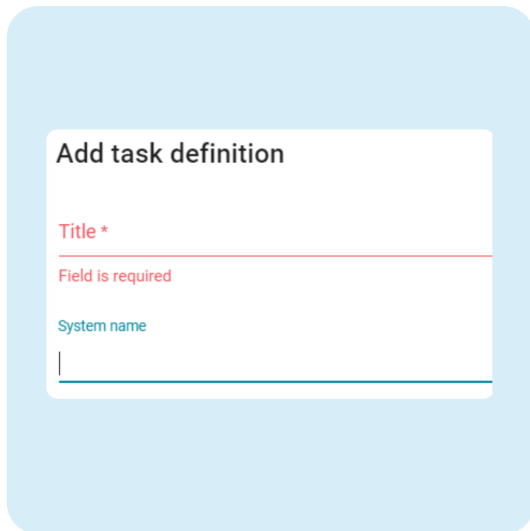 Add task definition
Title *
Field is required
System name